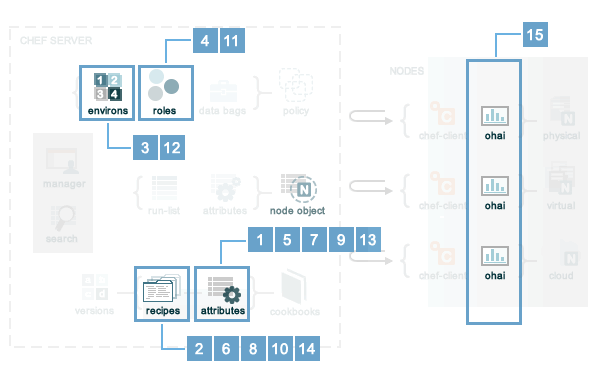 15
4 11
CHEF SERVER
NODES
1 2
3 4
environs
roles
data bags
policy
chef-client
ohai
physical
3 12
manager
run-list
attributes
node object
chef-client
ohai
virtual
search
1 5 7 9 13
chef-client
ohai
cloud
versions
recipes
attributes
cookbooks
2 6 8 10 14